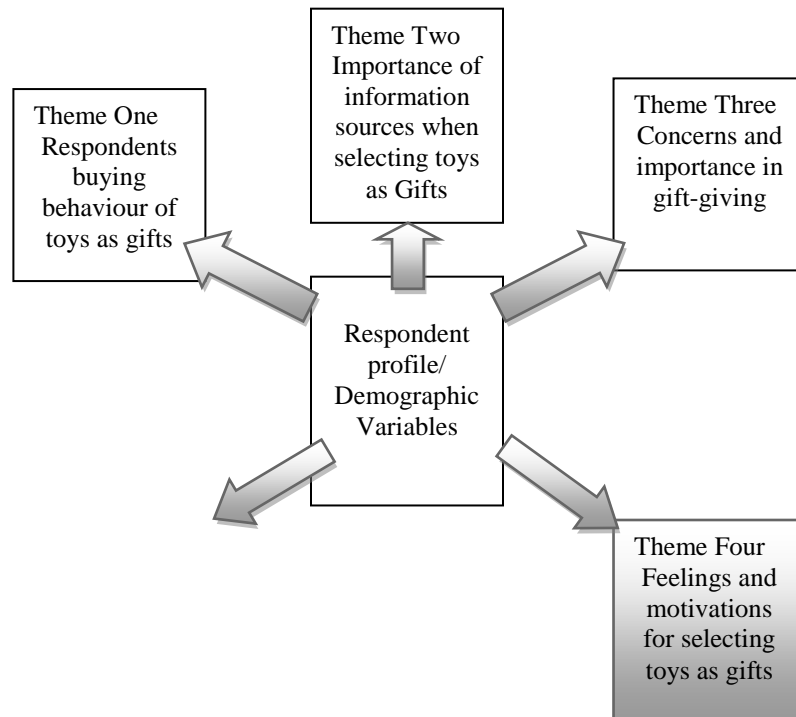 Theme One
Respondents
buying
behaviour of
toys as gifts
Theme Two
Importance of
information
sources when
selecting toys
as Gifts
Theme Three
Concerns and
importance in
gift-giving
Respondent
profile/
Demographic
Variables
Theme Four
Feelings and
motivations
for selecting
toys as gifts